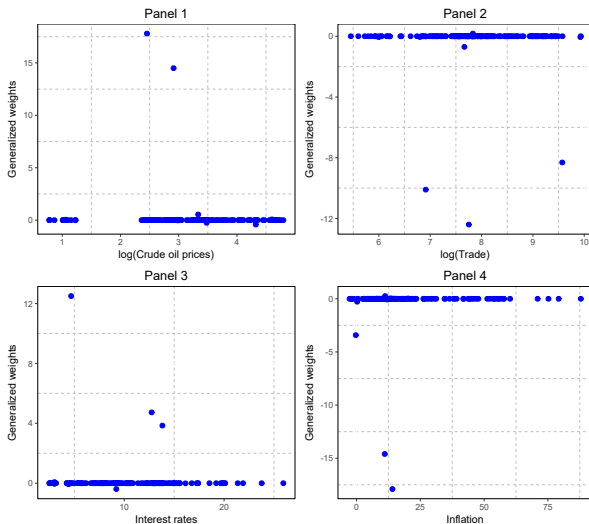 Panel 1
Generalized weights
15
10
5
0
1
2
3
4
log(Crude oil prices)
Panel 2
Generalized weights
0
-4
-8
-12
6
7
8
9
10
log(Trade)
Panel 3
Generalized weights
12
8
4
0
10
20
Interest rates
Panel 4
Generalized weights
0
-5
-10
-15
0
25
50
75
Inflation